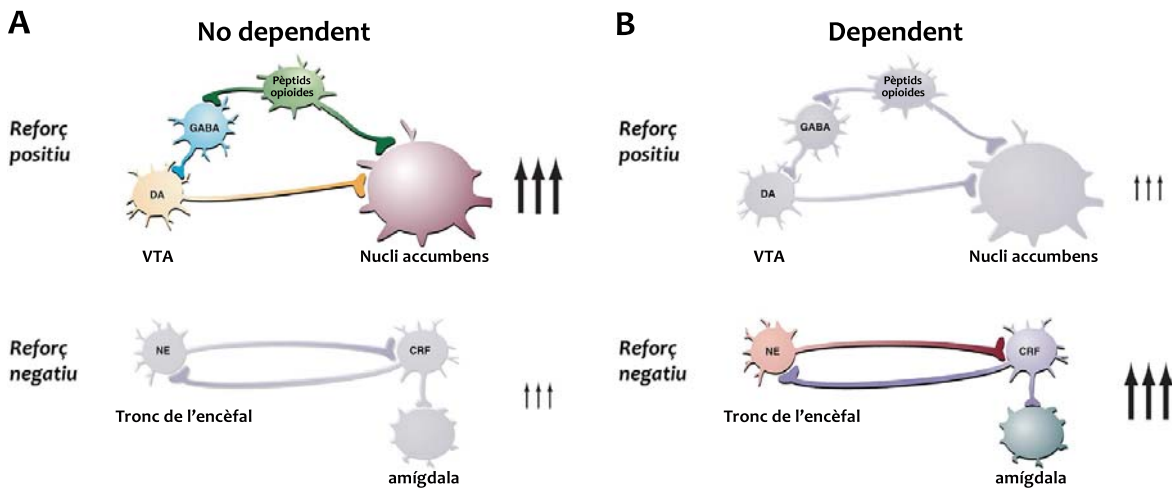 A
No dependent
Reforç
positiu
Pèptids
opioides
GABA
DA
VTA
Nucli accumbens
Reforç
negatiu
NE
CRF
Tronc de l'encèfal
amígdala
B
Dependent
Reforç
positiu
Pèptids
opioides
GABA
DA
VTA
Nucli accumbens
Reforç
negatiu
NE
CRF
Tronc de l'encèfal
amígdala